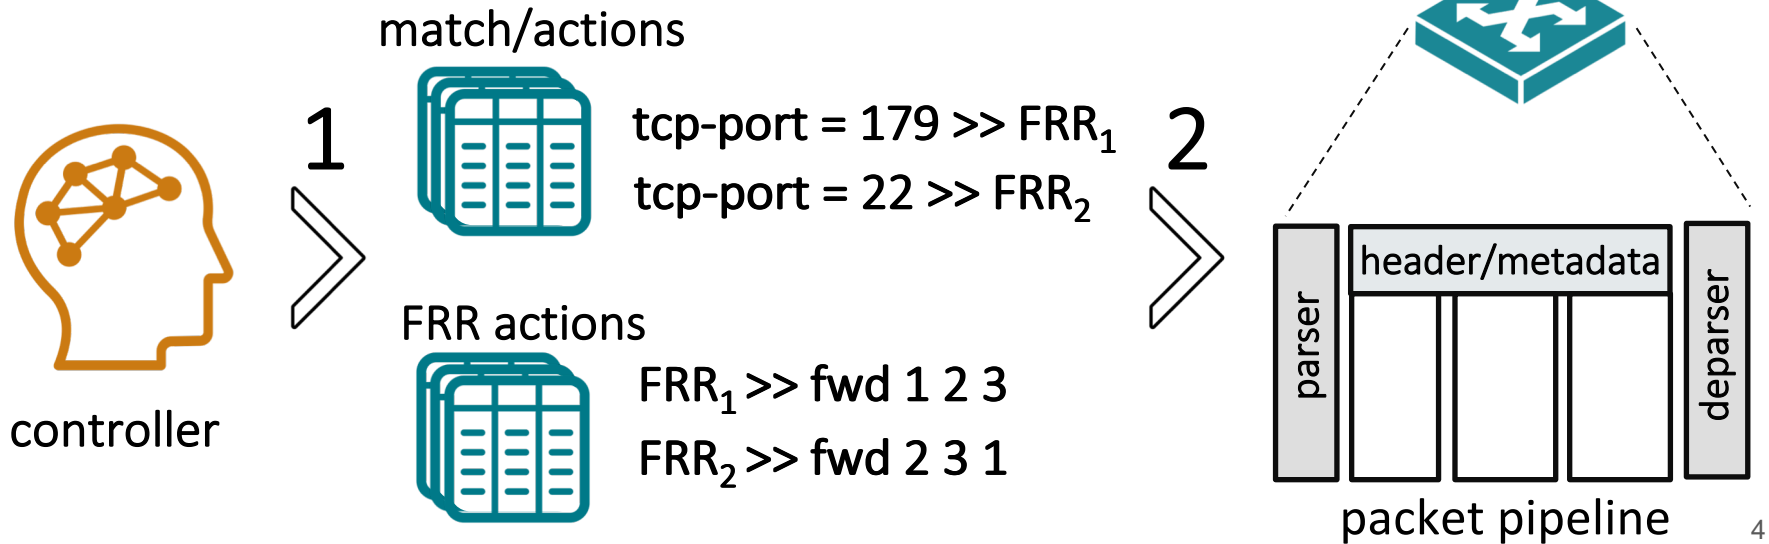 match/actions
1
tcp-port = 179 >> FRR₁
tcp-port = 22 >> FRR₂
2
controller
FRR actions
FRR₁ >> fwd 1 2 3
FRR₂ >> fwd 2 3 1
header/metadata
parser
deparser
packet pipeline
4